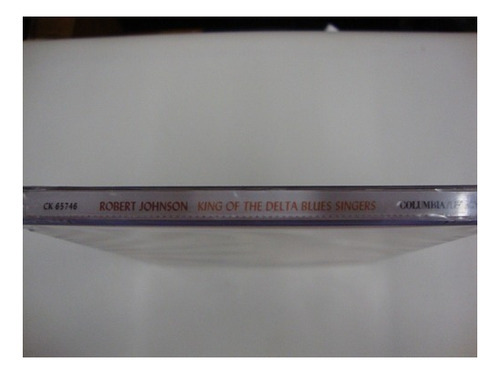 CK 65746 ROBERT JOHNSON KING OF THE DELTA BLUES SINGERS COLUMBIA